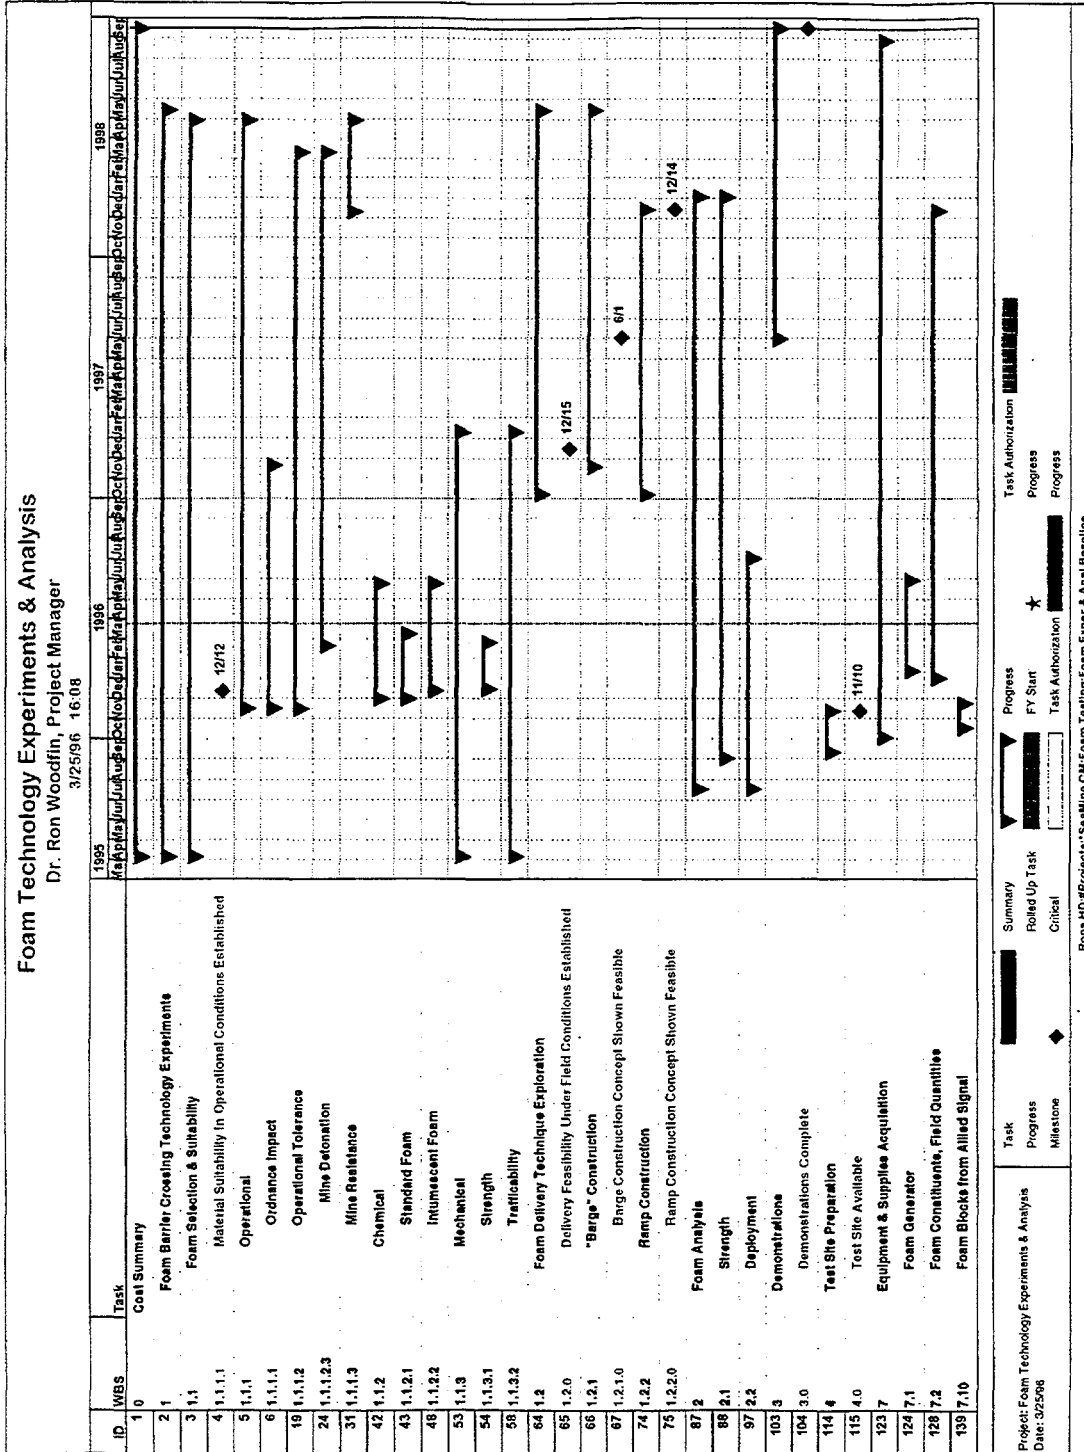 Foam Technology Experiments & Analysis
Dr. Ron Woodfin, Project Manager
3/25/96 16:08
ID WBS Task 1995 1996 1997 1998
1 0 Cost Summary
2 1 Foam Barrier Crossing Technology Experiments
3 1.1 Foam Selection & Suitability
4 1.1.1.1 Material Suitability In Operational Conditions Established 12/12
5 1.1.1 Operational
6 1.1.1.1 Ordnance Impact
19 1.1.1.2 Operational Tolerance
24 1.1.1.2.3 Mine Detonation
31 1.1.1.3 Mine Resistance
42 1.1.2 Chemical
43 1.1.2.1 Standard Foam
48 1.1.2.2 Intumescent Foam
53 1.1.3 Mechanical
54 1.1.3.1 Strength
58 1.1.3.2 Trafficability
64 1.2 Foam Delivery Technique Exploration
65 1.2.0 Delivery Feasibility Under Field Conditions Established 12/15
66 1.2.1 "Barge" Construction
67 1.2.1.0 Barge Construction Concept Shown Feasible 6/1
74 1.2.2 Ramp Construction
75 1.2.2.0 Ramp Construction Concept Shown Feasible 12/14
87 2 Foam Analysis
88 2.1 Strength
97 2.2 Deployment
103 3 Demonstrations
104 3.0 Demonstrations Complete
114 4 Test Site Preparation
115 4.0 Test Site Available 11/10
123 7 Equipment & Supplies Acquisition
124 7.1 Foam Generator
128 7.2 Foam Constituents, Field Quantities
139 7.10 Foam Blocks from Allied Signal
Project: Foam Technology Experiments & Analysis
Date: 3/25/96
Task Summary Progress Task Authorization
Progress Rolled Up Task FY Start Progress
Milestone Critical Task Authorization Progress